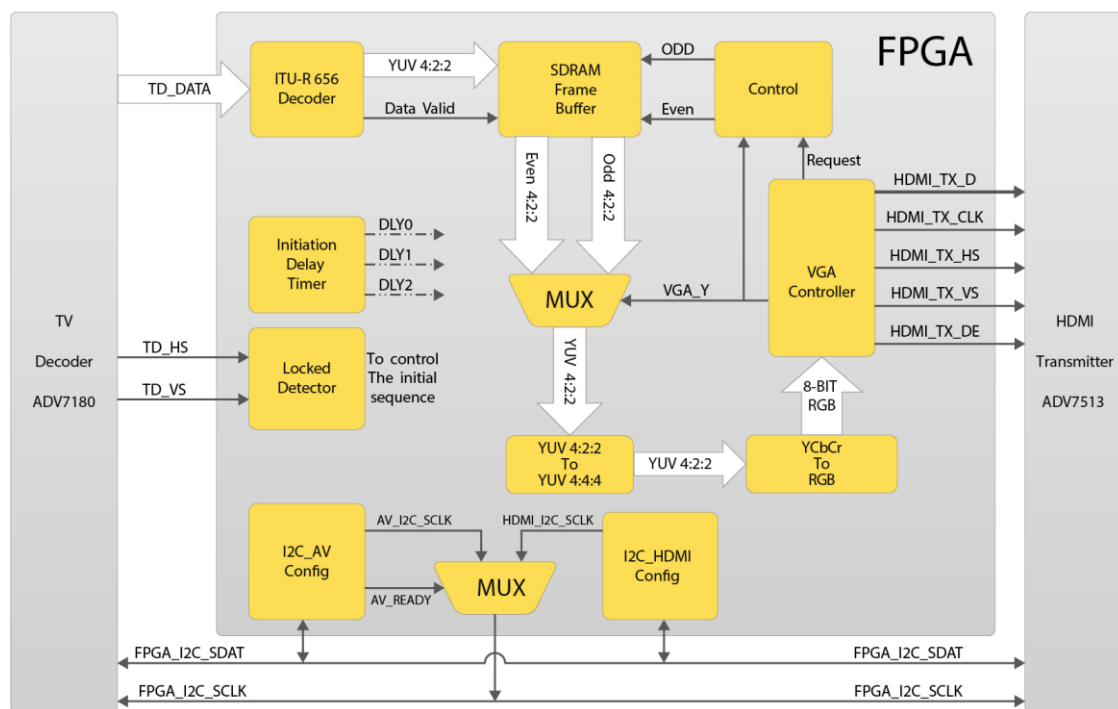 FPGA
ITU-R 656
Decoder
YUV 4:2:2
Data Valid
TD_DATA
SDRAM
Frame
Buffer
ODD
Even
Control
Request
Even 4:2:2
Odd 4:2:2
HDMI_TX_D
HDMI_TX_CLK
HDMI_TX_HS
HDMI_TX_VS
HDMI_TX_DE
VGA
Controller
Initiation
Delay
Timer
DLY0
DLY1
DLY2
MUX
VGA_Y
TV
Decoder
ADV7180
TD_HS
TD_VS
Locked
Detector
To control
The initial
sequence
YUV 4:2:2
8-BIT
RGB
HDMI
Transmitter
ADV7513
YUV 4:2:2
To
YUV 4:4:4
YUV 4:2:2
YCbCr
To
RGB
I2C_AV
Config
AV_I2C_SCLK
AV_READY
HDMI_I2C_SCLK
MUX
I2C_HDMI
Config
FPGA_I2C_SDAT
FPGA_I2C_SDAT
FPGA_I2C_SCLK
FPGA_I2C_SCLK